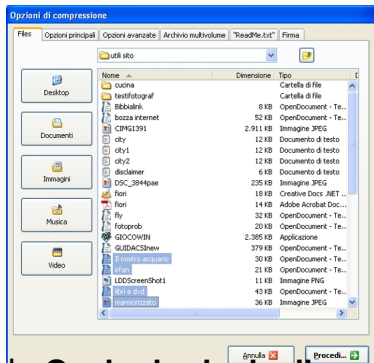 Opzioni di compressione
Files Opzioni principali Opzioni avanzate Archivio multivolume "ReadMe.txt" Firma
utili sito
Desktop
Documenti
Immagini
Musica
Video
Nome Dimensione Tipo
cucina Cartella di file
testifotograf Cartella di file
Bibbialink 8 KB OpenDocument - Te...
bozza internet 52 KB OpenDocument - Te...
CIMG1391 2.911 KB Immagine JPEG
city 12 KB Documento di testo
city1 12 KB Documento di testo
city2 12 KB Documento di testo
disclaimer 6 KB Documento di testo
DSC_3844pae 235 KB Immagine JPEG
fiori 18 KB Creative Docs .NET ...
fiori 14 KB Adobe Acrobat Doc...
fly 32 KB OpenDocument - Te...
fotoprob 20 KB OpenDocument - Te...
GIOCOWIN 2.385 KB Applicazione
GUIDACSInew 379 KB OpenDocument - Te...
Il nostro acquario 30 KB OpenDocument - Te...
irfan 21 KB OpenDocument - Te...
LDDScreenShot1 11 KB Immagine PNG
libri e dvd 43 KB OpenDocument - Te...
marmorizzato 36 KB Immagine JPEG
Annulla Procedi...